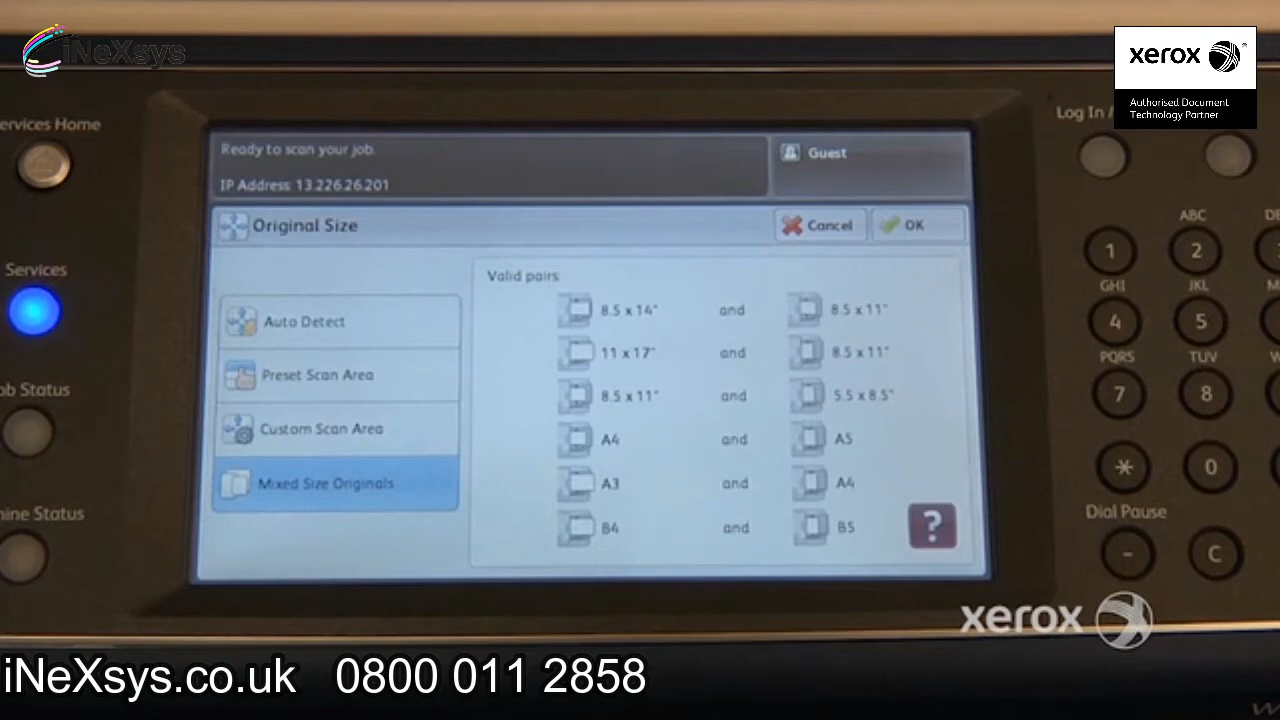 iNeXsys
xerox
Authorised Document
Technology Partner
ervices Home
Log In /
Ready to scan your job.
IP Address: 13.226.26.201
Guest
Original Size
Cancel
OK
Services
Valid pairs:
Auto Detect
Preset Scan Area
Custom Scan Area
Mixed Size Originals
8.5 x 14" and 8.5 x 11"
11 x 17" and 8.5 x 11"
8.5 x 11" and 5.5 x 8.5"
A4 and A5
A3 and A4
B4 and B5
?
ob Status
hine Status
ABC
DE
1 2
GHI JKL M
4 5
PQRS TUV W
7 8
* 0
Dial Pause
- C
xerox
iNeXsys.co.uk 0800 011 2858